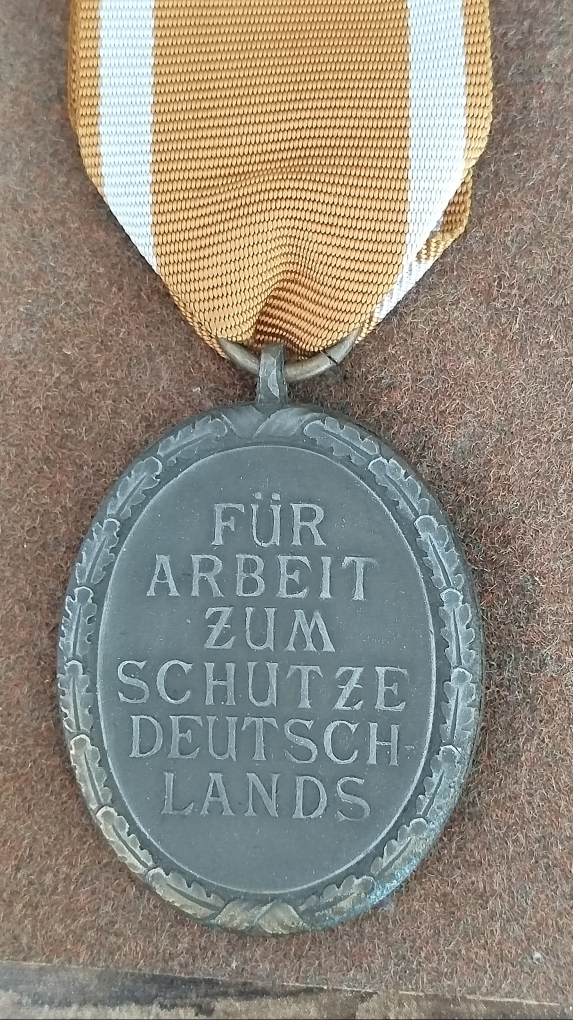 FÜR
ARBEIT
ZUM
SCHUTZE
DEUTSCH-
LANDS